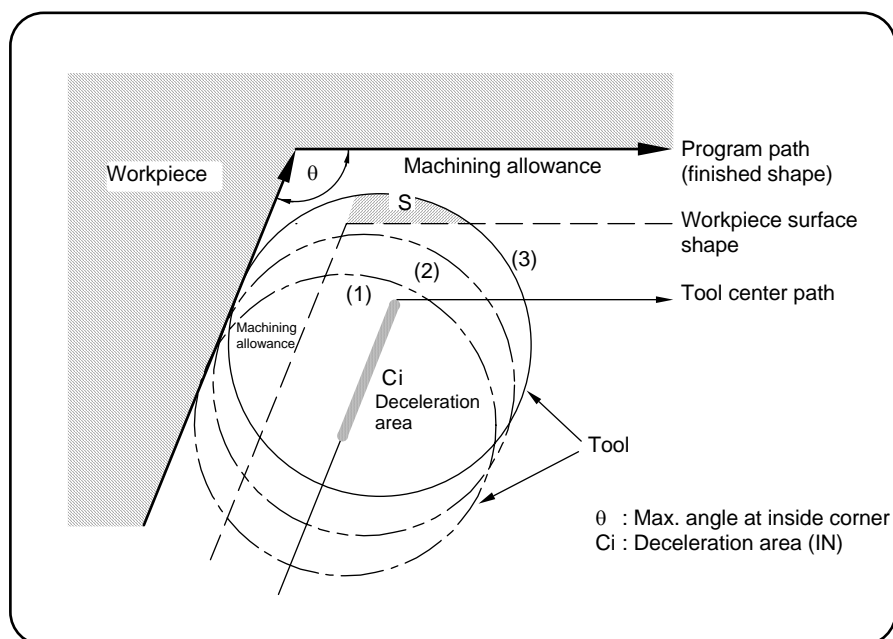 Workpiece
θ
Machining allowance
Program path
(finished shape)
S
Workpiece surface
shape
(3)
(2)
(1)
Tool center path
Machining
allowance
Ci
Deceleration
area
Tool
θ : Max. angle at inside corner
Ci : Deceleration area (IN)